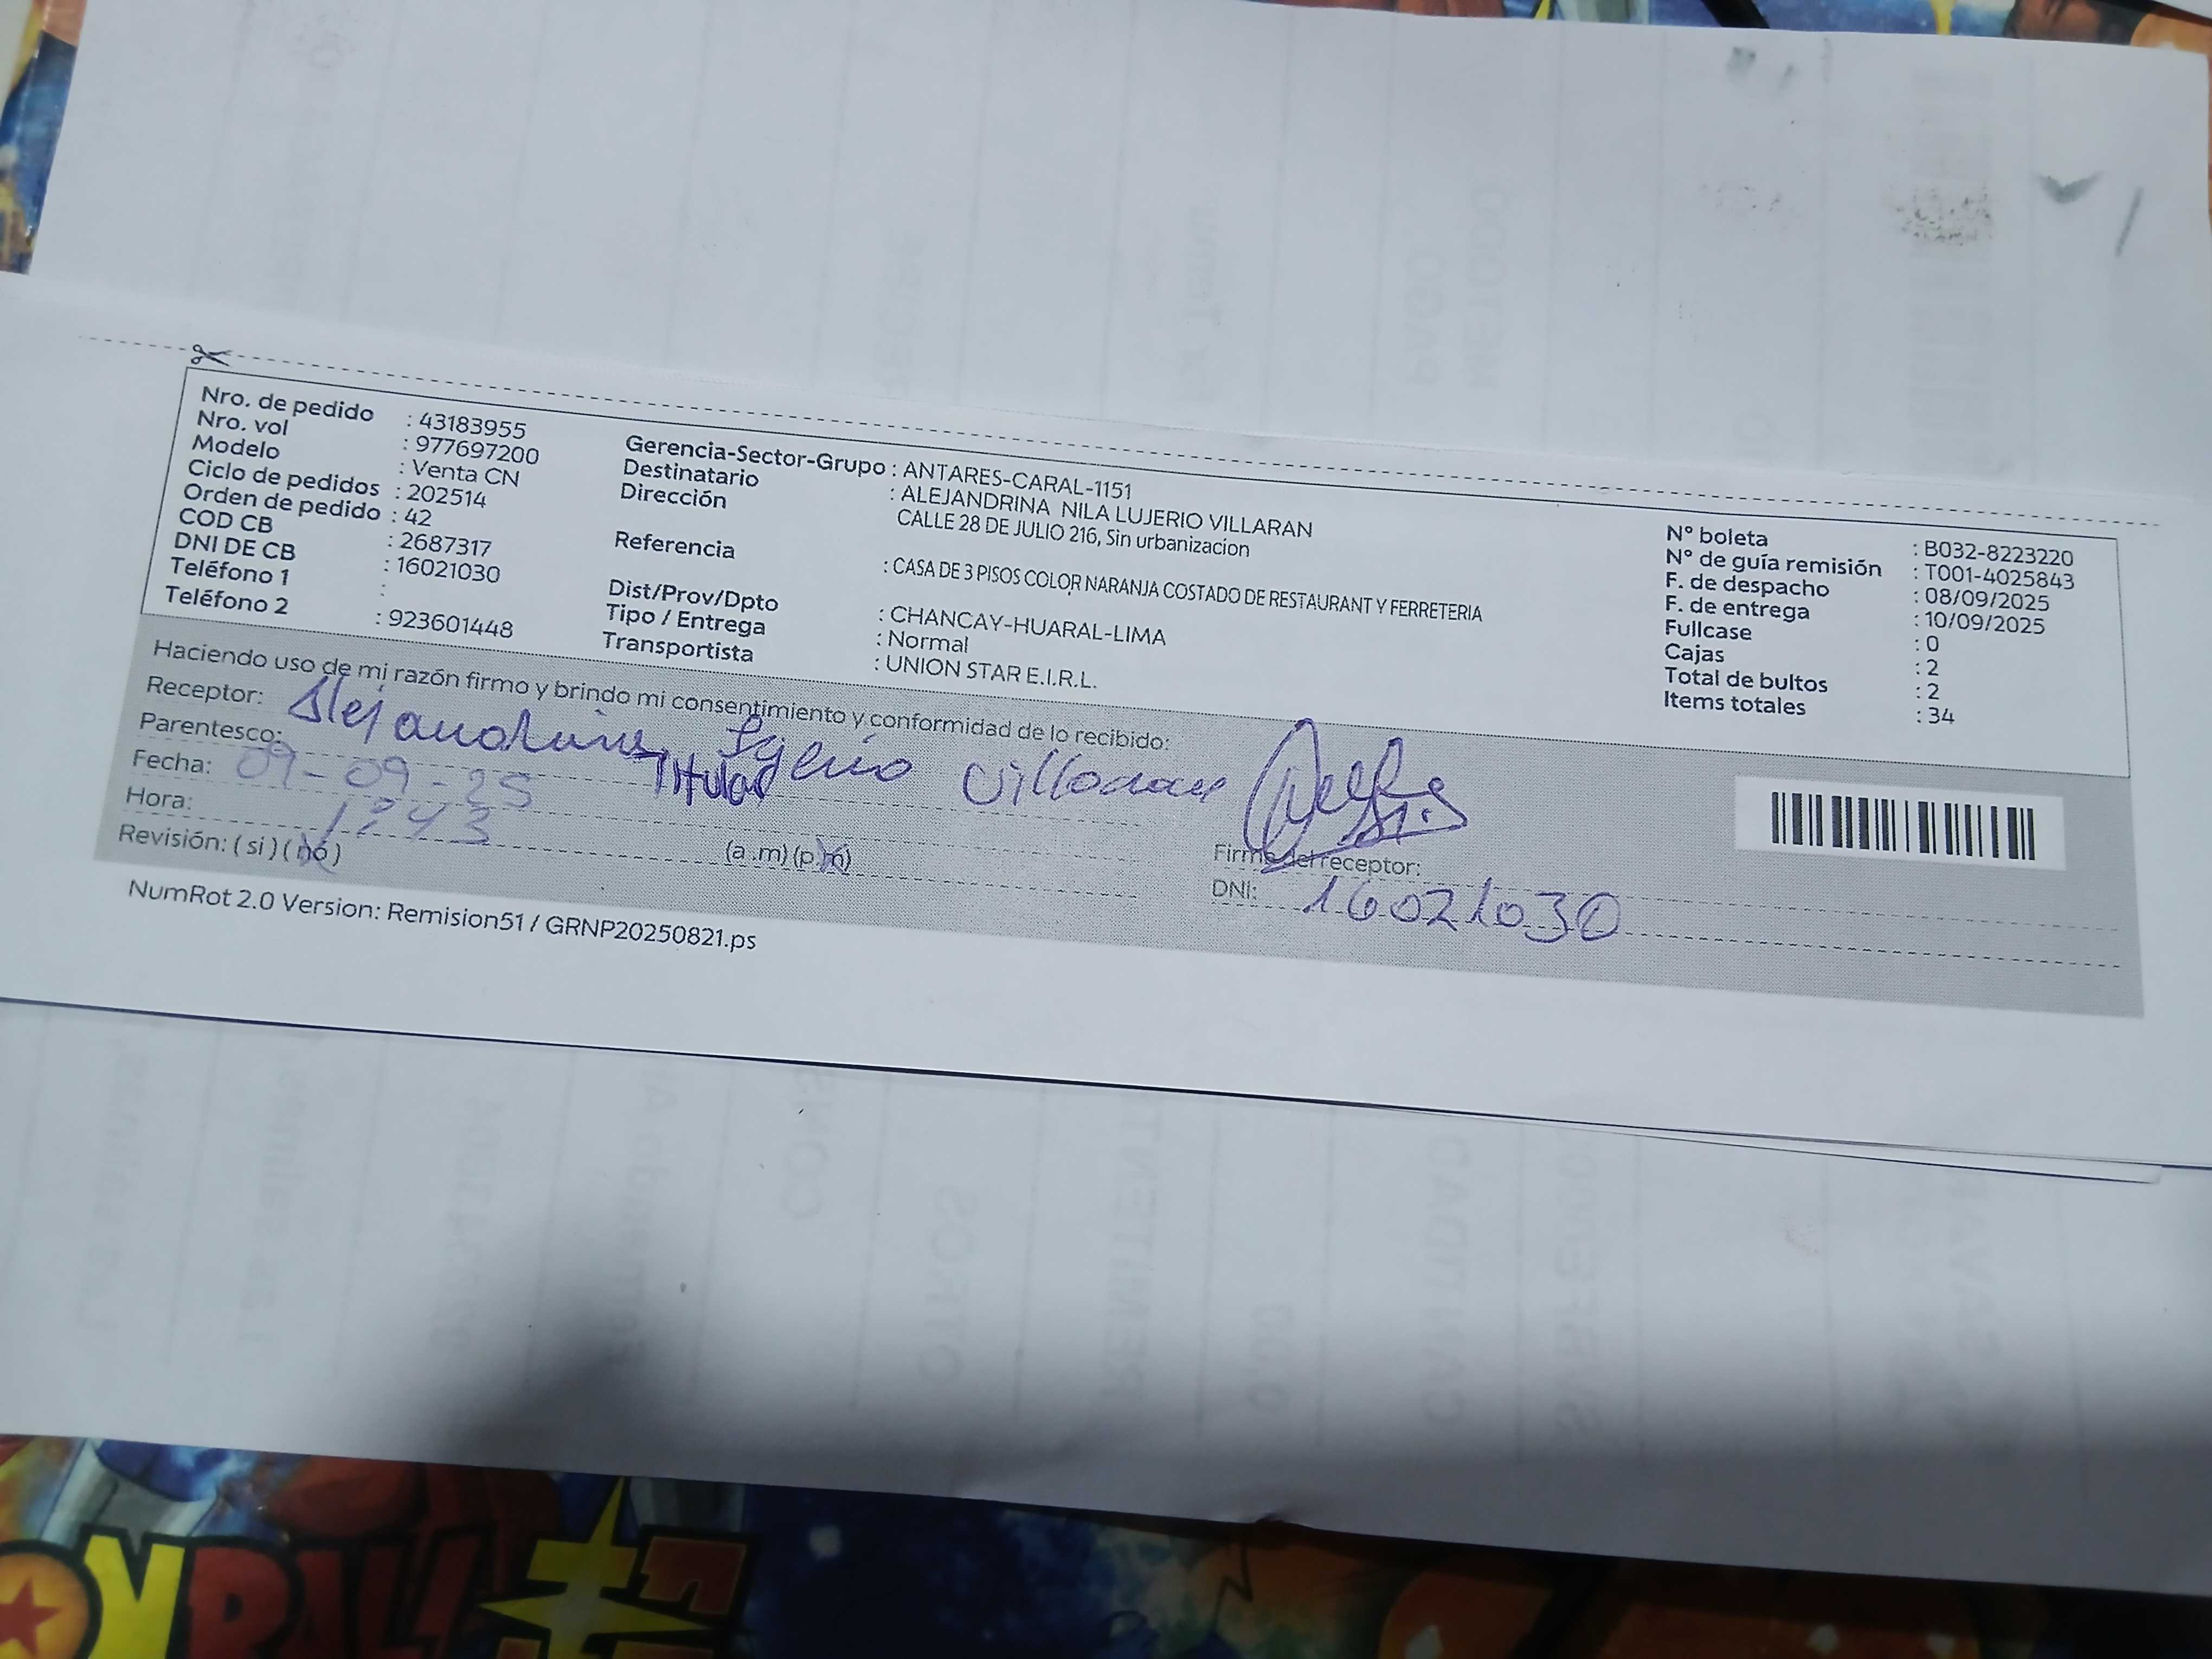 Nro. de pedido : 43183955
Nro. vol : 977697200
Modelo : Venta CN
Ciclo de pedidos : 202514
Orden de pedido : 42
COD CB : 2687317
DNI DE CB : 16021030
Teléfono 1 :
Teléfono 2 : 923601448
Gerencia-Sector-Grupo : ANTARES-CARAL-1151
Destinatario : ALEJANDRINA NILA LUJERIO VILLARAN
Dirección CALLE 28 DE JULIO 216, Sin urbanizacion
Referencia : CASA DE 3 PISOS COLOR NARANJA COSTADO DE RESTAURANT Y FERRETERIA
Dist/Prov/Dpto : CHANCAY-HUARAL-LIMA
Tipo / Entrega : Normal
Transportista : UNION STAR E.I.R.L.
N° boleta : B032-8223220
N° de guía remisión : T001-4025843
F. de despacho : 08/09/2025
F. de entrega : 10/09/2025
Fullcase : 0
Cajas : 2
Total de bultos : 2
Items totales : 34
Haciendo uso de mi razón firmo y brindo mi consentimiento y conformidad de lo recibido:
Receptor: Alejandrina
Parentesco: Titular
Fecha: 09-09-25
Hora: (a .m) (p.m)
Revisión: ( si ) ( no )
Firma del receptor:
DNI: 16021030
NumRot 2.0 Version: Remision51 / GRNP20250821.ps
METODO
PAGO
OTROS